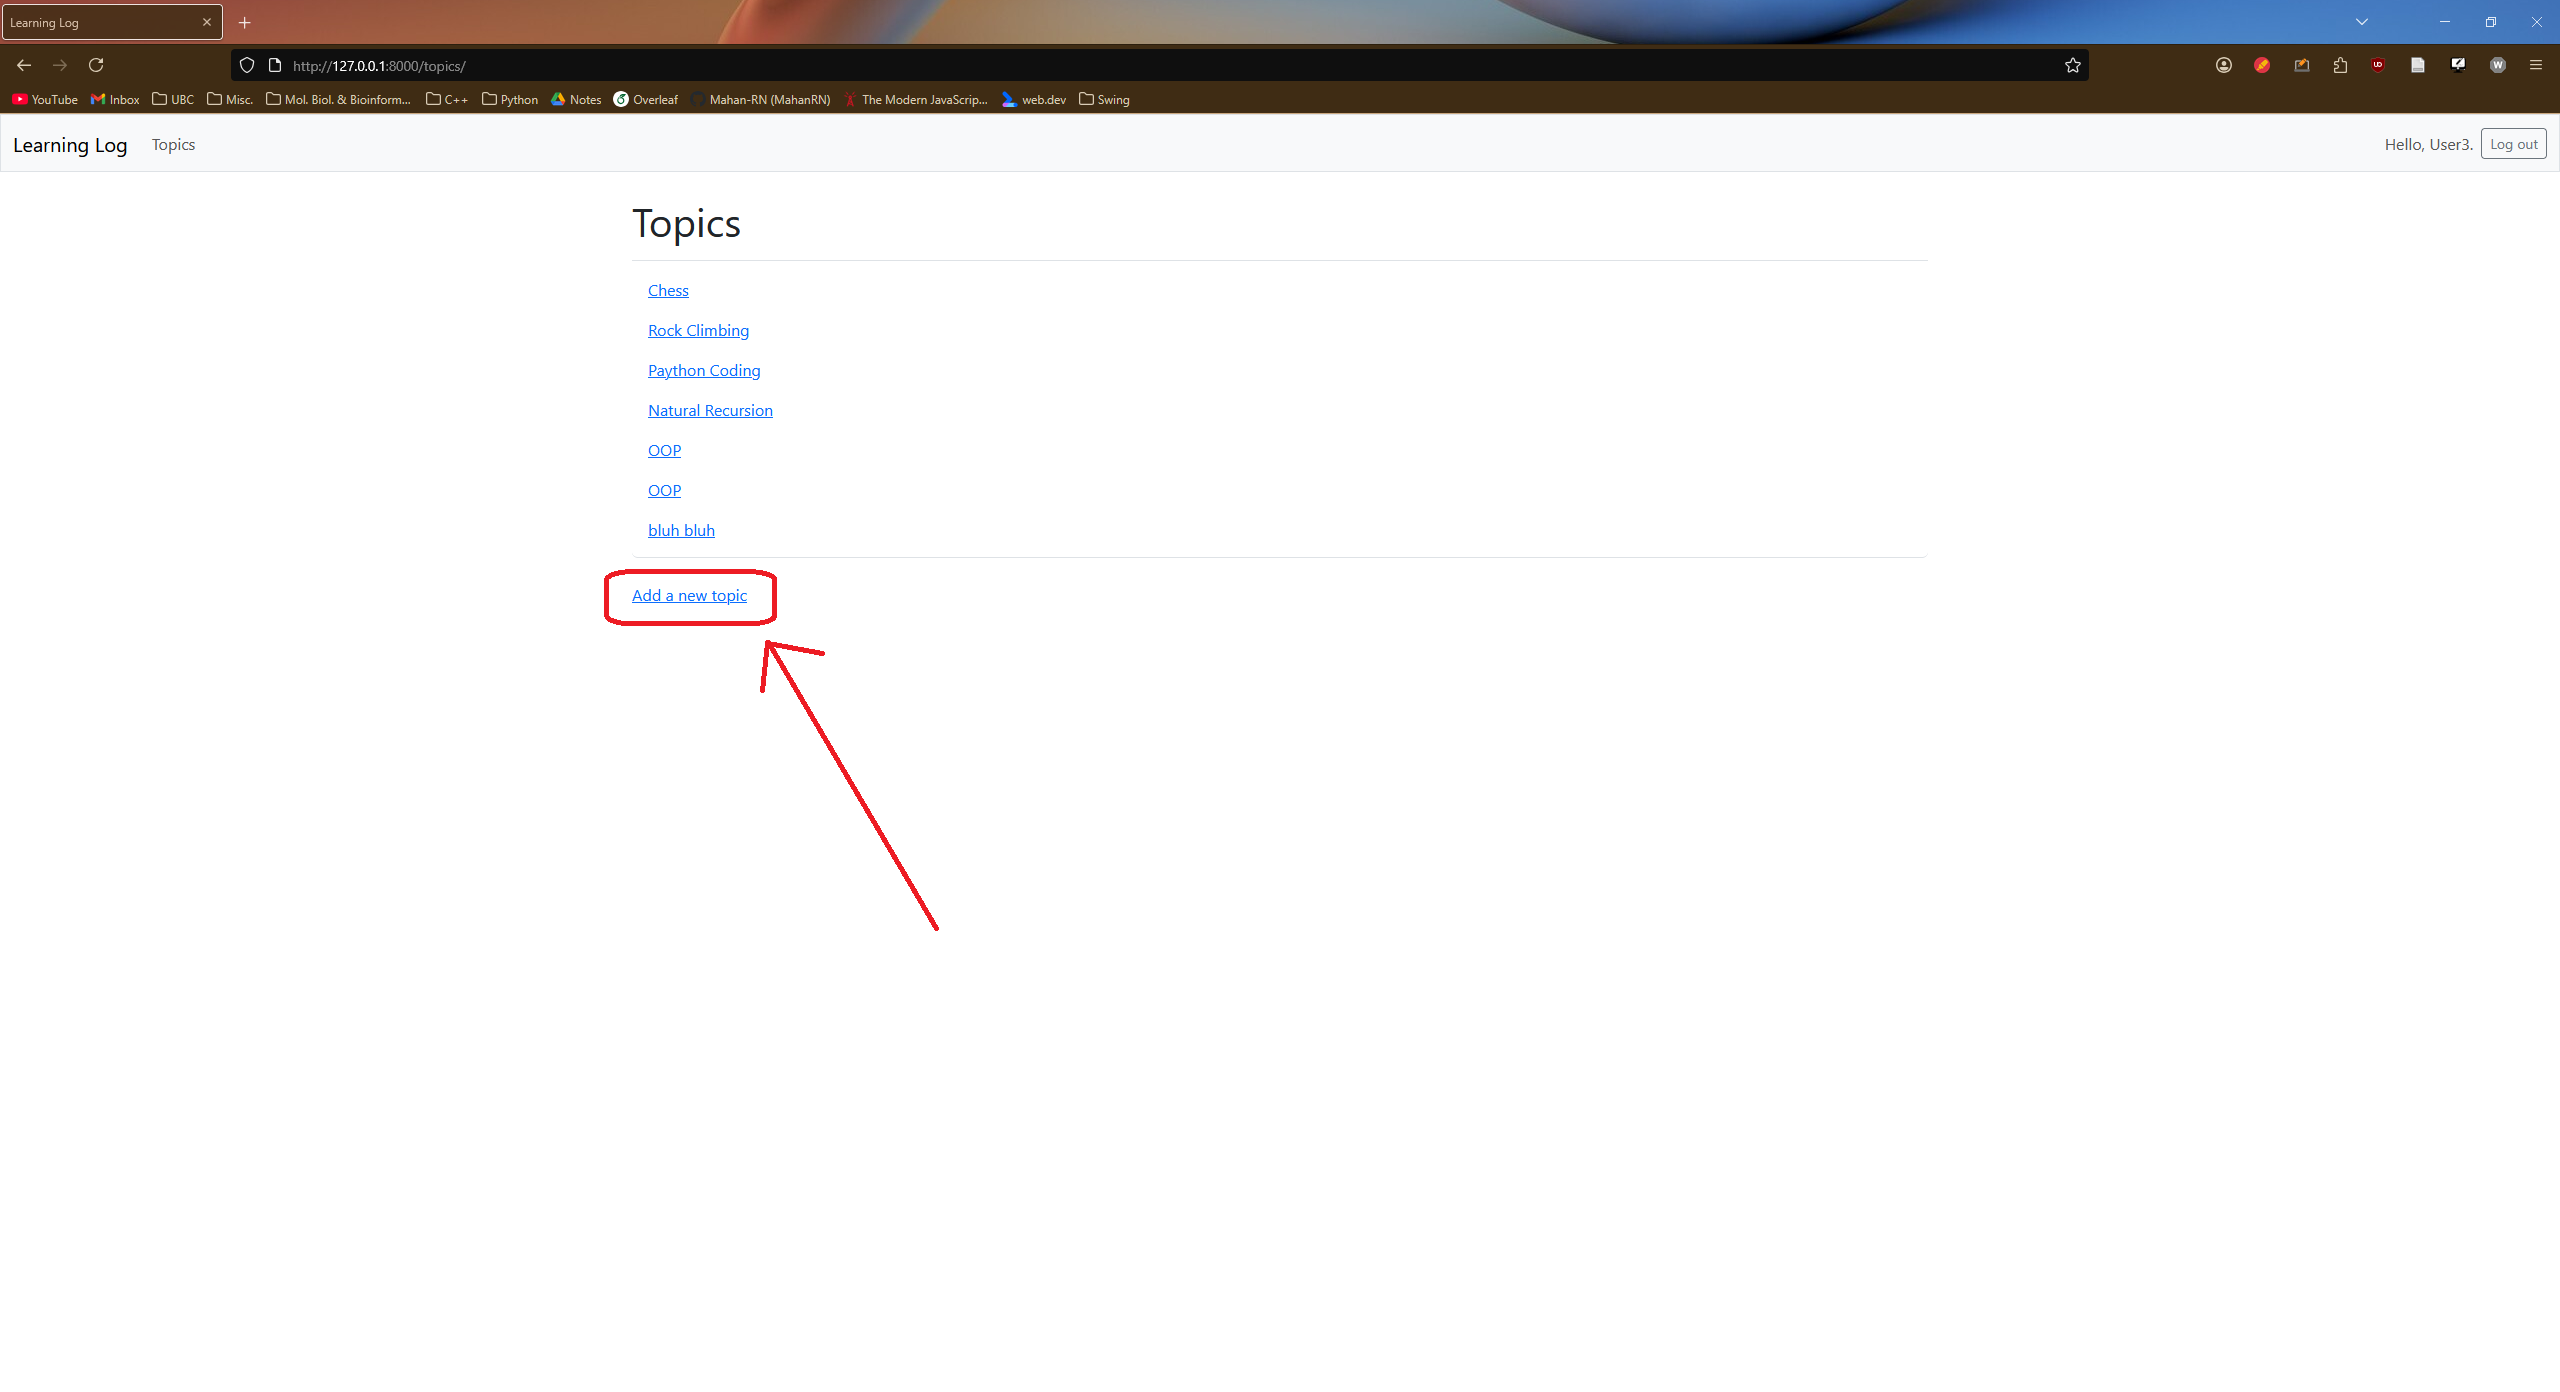 Learning Log
http://127.0.0.1:8000/topics/
YouTube Inbox UBC Misc. Mol. Biol. & Bioinform... C++ Python Notes Overleaf Mahan-RN (MahanRN) The Modern JavaScrip... web.dev Swing
Learning Log Topics Hello, User3. Log out
Topics
Chess
Rock Climbing
Paython Coding
Natural Recursion
OOP
OOP
bluh bluh
Add a new topic